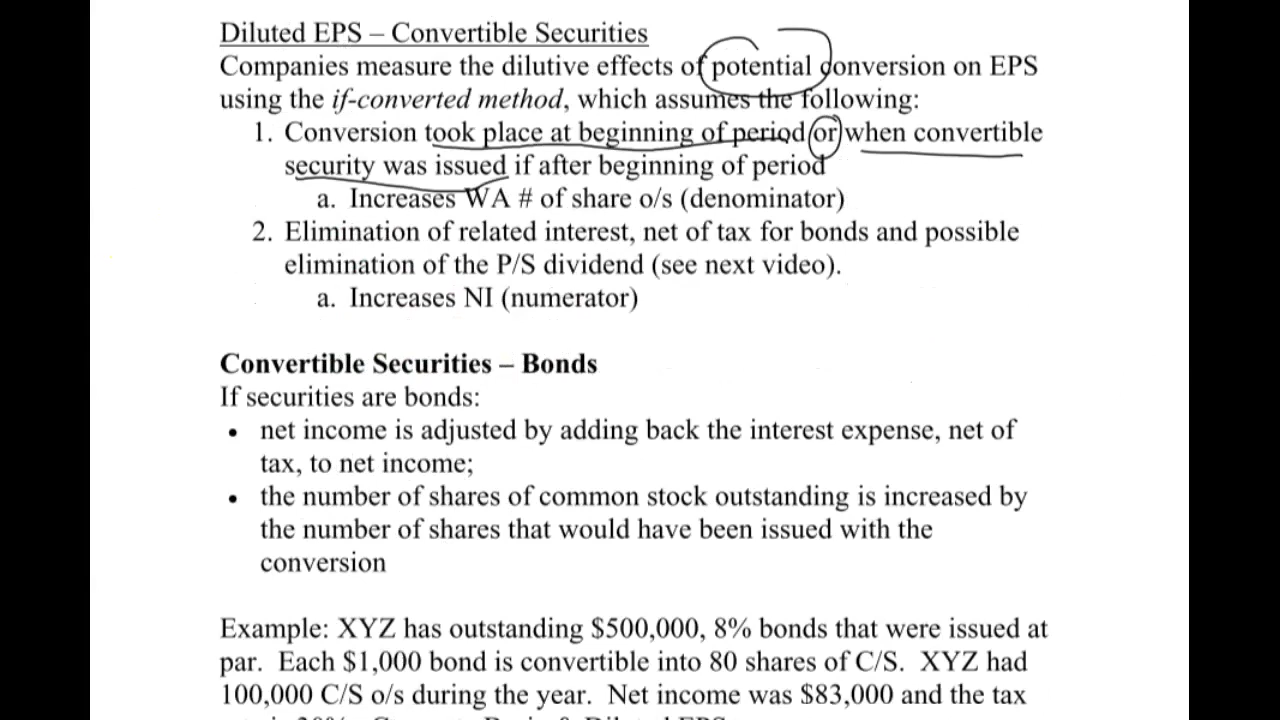 Diluted EPS – Convertible Securities
Companies measure the dilutive effects of potential conversion on EPS
using the if-converted method, which assumes the following:
1. Conversion took place at beginning of period or when convertible
security was issued if after beginning of period
a. Increases WA # of share o/s (denominator)
2. Elimination of related interest, net of tax for bonds and possible
elimination of the P/S dividend (see next video).
a. Increases NI (numerator)
Convertible Securities – Bonds
If securities are bonds:
• net income is adjusted by adding back the interest expense, net of
tax, to net income;
• the number of shares of common stock outstanding is increased by
the number of shares that would have been issued with the
conversion
Example: XYZ has outstanding $500,000, 8% bonds that were issued at
par. Each $1,000 bond is convertible into 80 shares of C/S. XYZ had
100,000 C/S o/s during the year. Net income was $83,000 and the tax